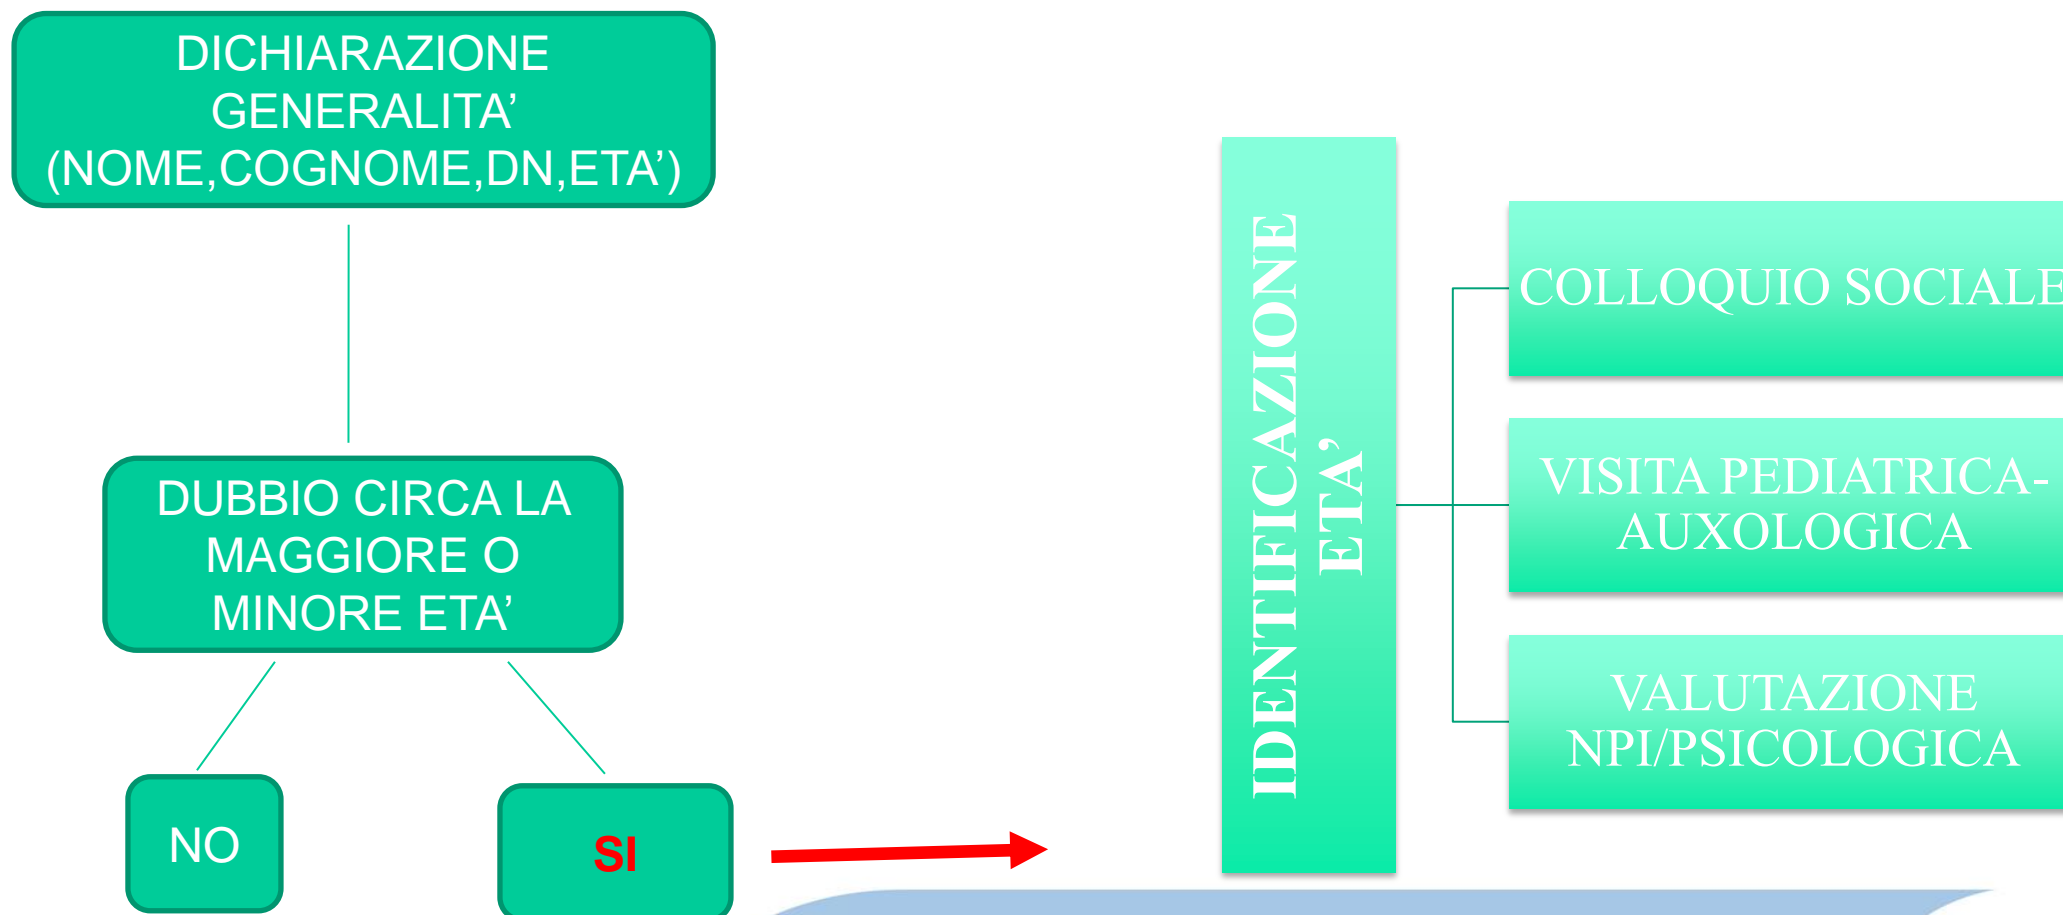 DICHIARAZIONE
GENERALITA’
(NOME,COGNOME,DN,ETA’)
DUBBIO CIRCA LA
MAGGIORE O
MINORE ETA’
NO
SI
IDENTIFICAZIONE
ETA’
COLLOQUIO SOCIALE
VISITA PEDIATRICA-
AUXOLOGICA
VALUTAZIONE
NPI/PSICOLOGICA